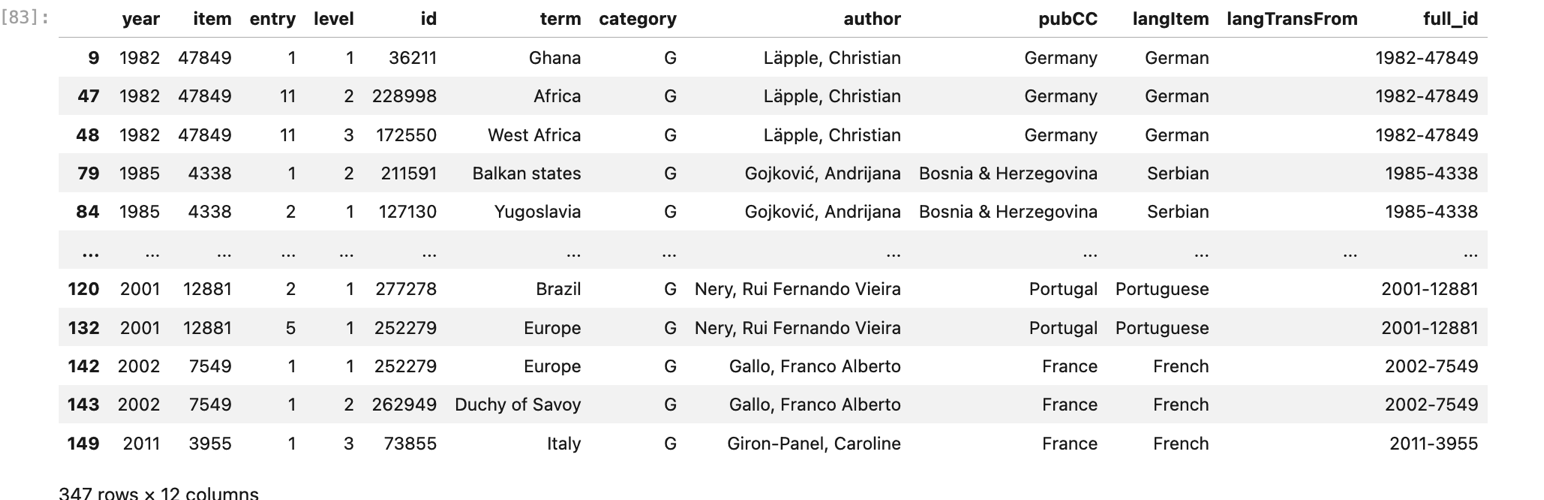 [83]:
year item entry level id term category author pubCC langItem langTransFrom full_id
9 1982 47849 1 1 36211 Ghana G Läpple, Christian Germany German 1982-47849
47 1982 47849 11 2 228998 Africa G Läpple, Christian Germany German 1982-47849
48 1982 47849 11 3 172550 West Africa G Läpple, Christian Germany German 1982-47849
79 1985 4338 1 2 211591 Balkan states G Gojković, Andrijana Bosnia & Herzegovina Serbian 1985-4338
84 1985 4338 2 1 127130 Yugoslavia G Gojković, Andrijana Bosnia & Herzegovina Serbian 1985-4338
... ... ... ... ... ... ... ... ... ... ... ... ...
120 2001 12881 2 1 277278 Brazil G Nery, Rui Fernando Vieira Portugal Portuguese 2001-12881
132 2001 12881 5 1 252279 Europe G Nery, Rui Fernando Vieira Portugal Portuguese 2001-12881
142 2002 7549 1 1 252279 Europe G Gallo, Franco Alberto France French 2002-7549
143 2002 7549 1 2 262949 Duchy of Savoy G Gallo, Franco Alberto France French 2002-7549
149 2011 3955 1 3 73855 Italy G Giron-Panel, Caroline France French 2011-3955
347 rows × 12 columns